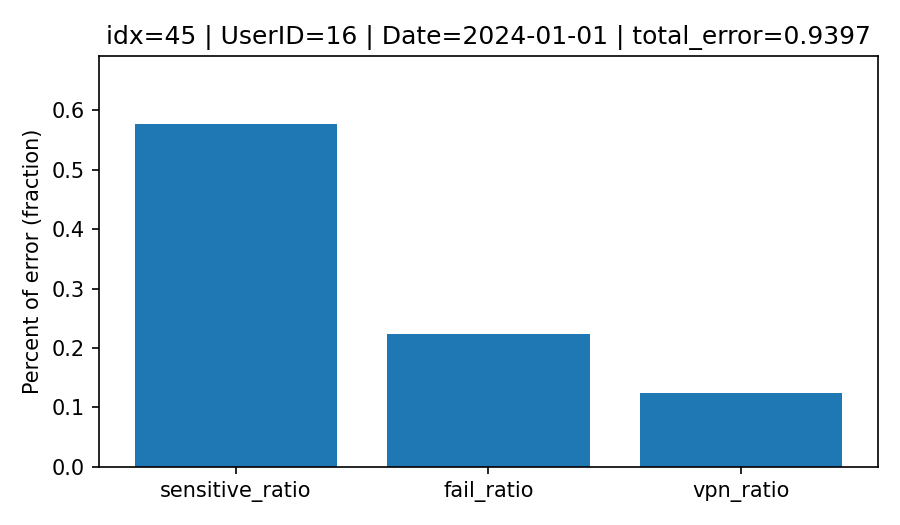 idx=45 | UserID=16 | Date=2024-01-01 | total_error=0.9397
Percent of error (fraction)
0.6
0.5
0.4
0.3
0.2
0.1
0.0
sensitive_ratio
fail_ratio
vpn_ratio